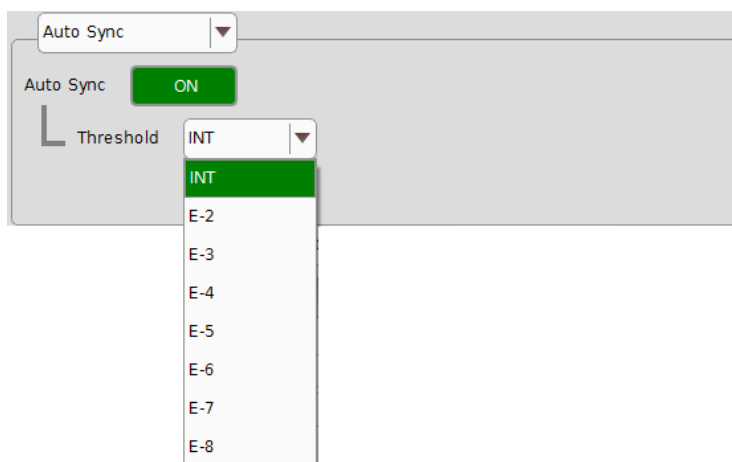 Auto Sync
Auto Sync ON
Threshold INT
INT
E-2
E-3
E-4
E-5
E-6
E-7
E-8